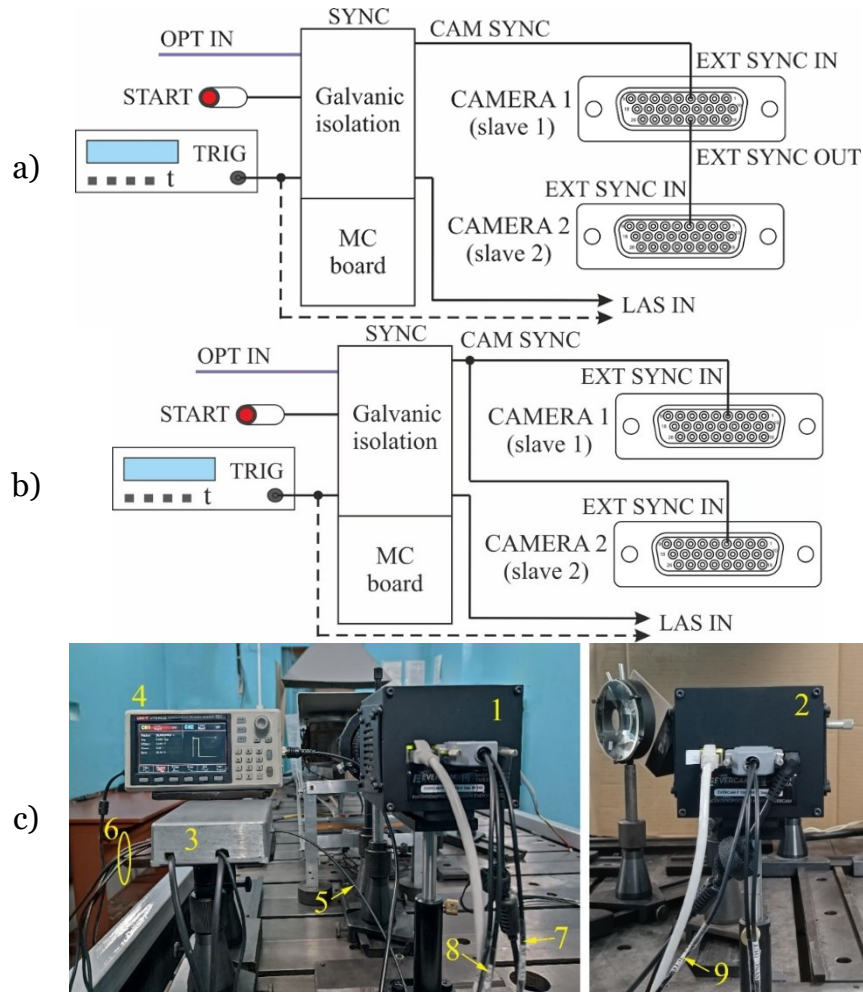 a)
SYNC
OPT IN
CAM SYNC
EXT SYNC IN
START
Galvanic
isolation
CAMERA 1
(slave 1)
TRIG
t
EXT SYNC OUT
EXT SYNC IN
MC
board
CAMERA 2
(slave 2)
LAS IN
b)
SYNC
OPT IN
CAM SYNC
EXT SYNC IN
START
Galvanic
isolation
CAMERA 1
(slave 1)
TRIG
t
EXT SYNC IN
MC
board
CAMERA 2
(slave 2)
LAS IN
c)
4
1
2
3
6
5
8
7
9
EVERCAM
EVERCAM